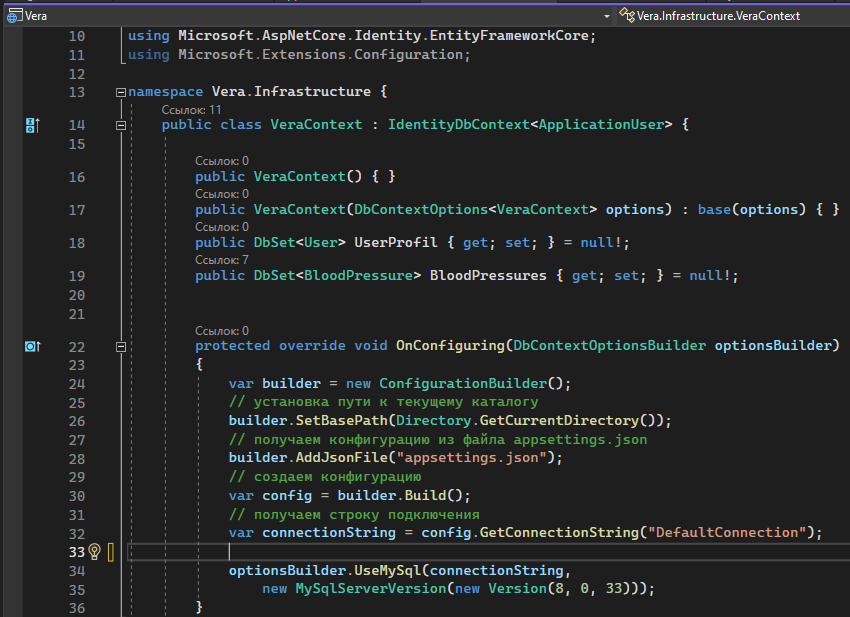 Vera
Vera.Infrastructure.VeraContext
10 using Microsoft.AspNetCore.Identity.EntityFrameworkCore;
11 using Microsoft.Extensions.Configuration;
12
13 namespace Vera.Infrastructure {
Ссылок: 11
14 public class VeraContext : IdentityDbContext<ApplicationUser> {
15
Ссылок: 0
16 public VeraContext() { }
Ссылок: 0
17 public VeraContext(DbContextOptions<VeraContext> options) : base(options) { }
Ссылок: 0
18 public DbSet<User> UserProfil { get; set; } = null!;
Ссылок: 7
19 public DbSet<BloodPressure> BloodPressures { get; set; } = null!;
20
21
Ссылок: 0
22 protected override void OnConfiguring(DbContextOptionsBuilder optionsBuilder)
23 {
24 var builder = new ConfigurationBuilder();
25 // установка пути к текущему каталогу
26 builder.SetBasePath(Directory.GetCurrentDirectory());
27 // получаем конфигурацию из файла appsettings.json
28 builder.AddJsonFile("appsettings.json");
29 // создаем конфигурацию
30 var config = builder.Build();
31 // получаем строку подключения
32 var connectionString = config.GetConnectionString("DefaultConnection");
33
34 optionsBuilder.UseMySql(connectionString,
35 new MySqlServerVersion(new Version(8, 0, 33)));
36 }